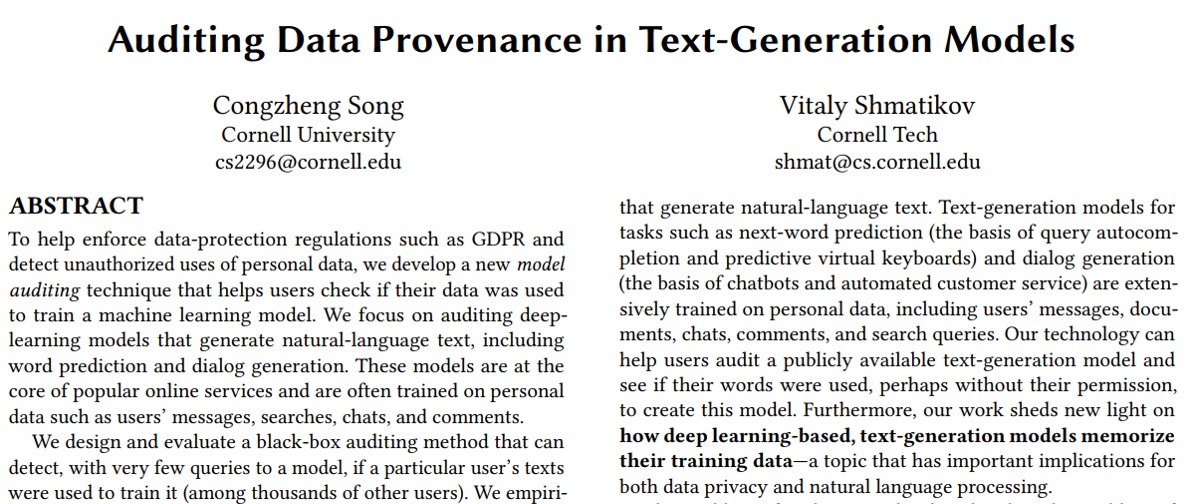 Auditing Data Provenance in Text-Generation Models
Congzheng Song
Cornell University
cs2296@cornell.edu
Vitaly Shmatikov
Cornell Tech
shmat@cs.cornell.edu
ABSTRACT
To help enforce data-protection regulations such as GDPR and
detect unauthorized uses of personal data, we develop a new model
auditing technique that helps users check if their data was used
to train a machine learning model. We focus on auditing deep-
learning models that generate natural-language text, including
word prediction and dialog generation. These models are at the
core of popular online services and are often trained on personal
data such as users' messages, searches, chats, and comments.
We design and evaluate a black-box auditing method that can
detect, with very few queries to a model, if a particular user's texts
were used to train it (among thousands of other users). We empiri-
that generate natural-language text. Text-generation models for
tasks such as next-word prediction (the basis of query autocom-
pletion and predictive virtual keyboards) and dialog generation
(the basis of chatbots and automated customer service) are exten-
sively trained on personal data, including users' messages, docu-
ments, chats, comments, and search queries. Our technology can
help users audit a publicly available text-generation model and
see if their words were used, perhaps without their permission,
to create this model. Furthermore, our work sheds new light on
how deep learning-based, text-generation models memorize
their training data—a topic that has important implications for
both data privacy and natural language processing.